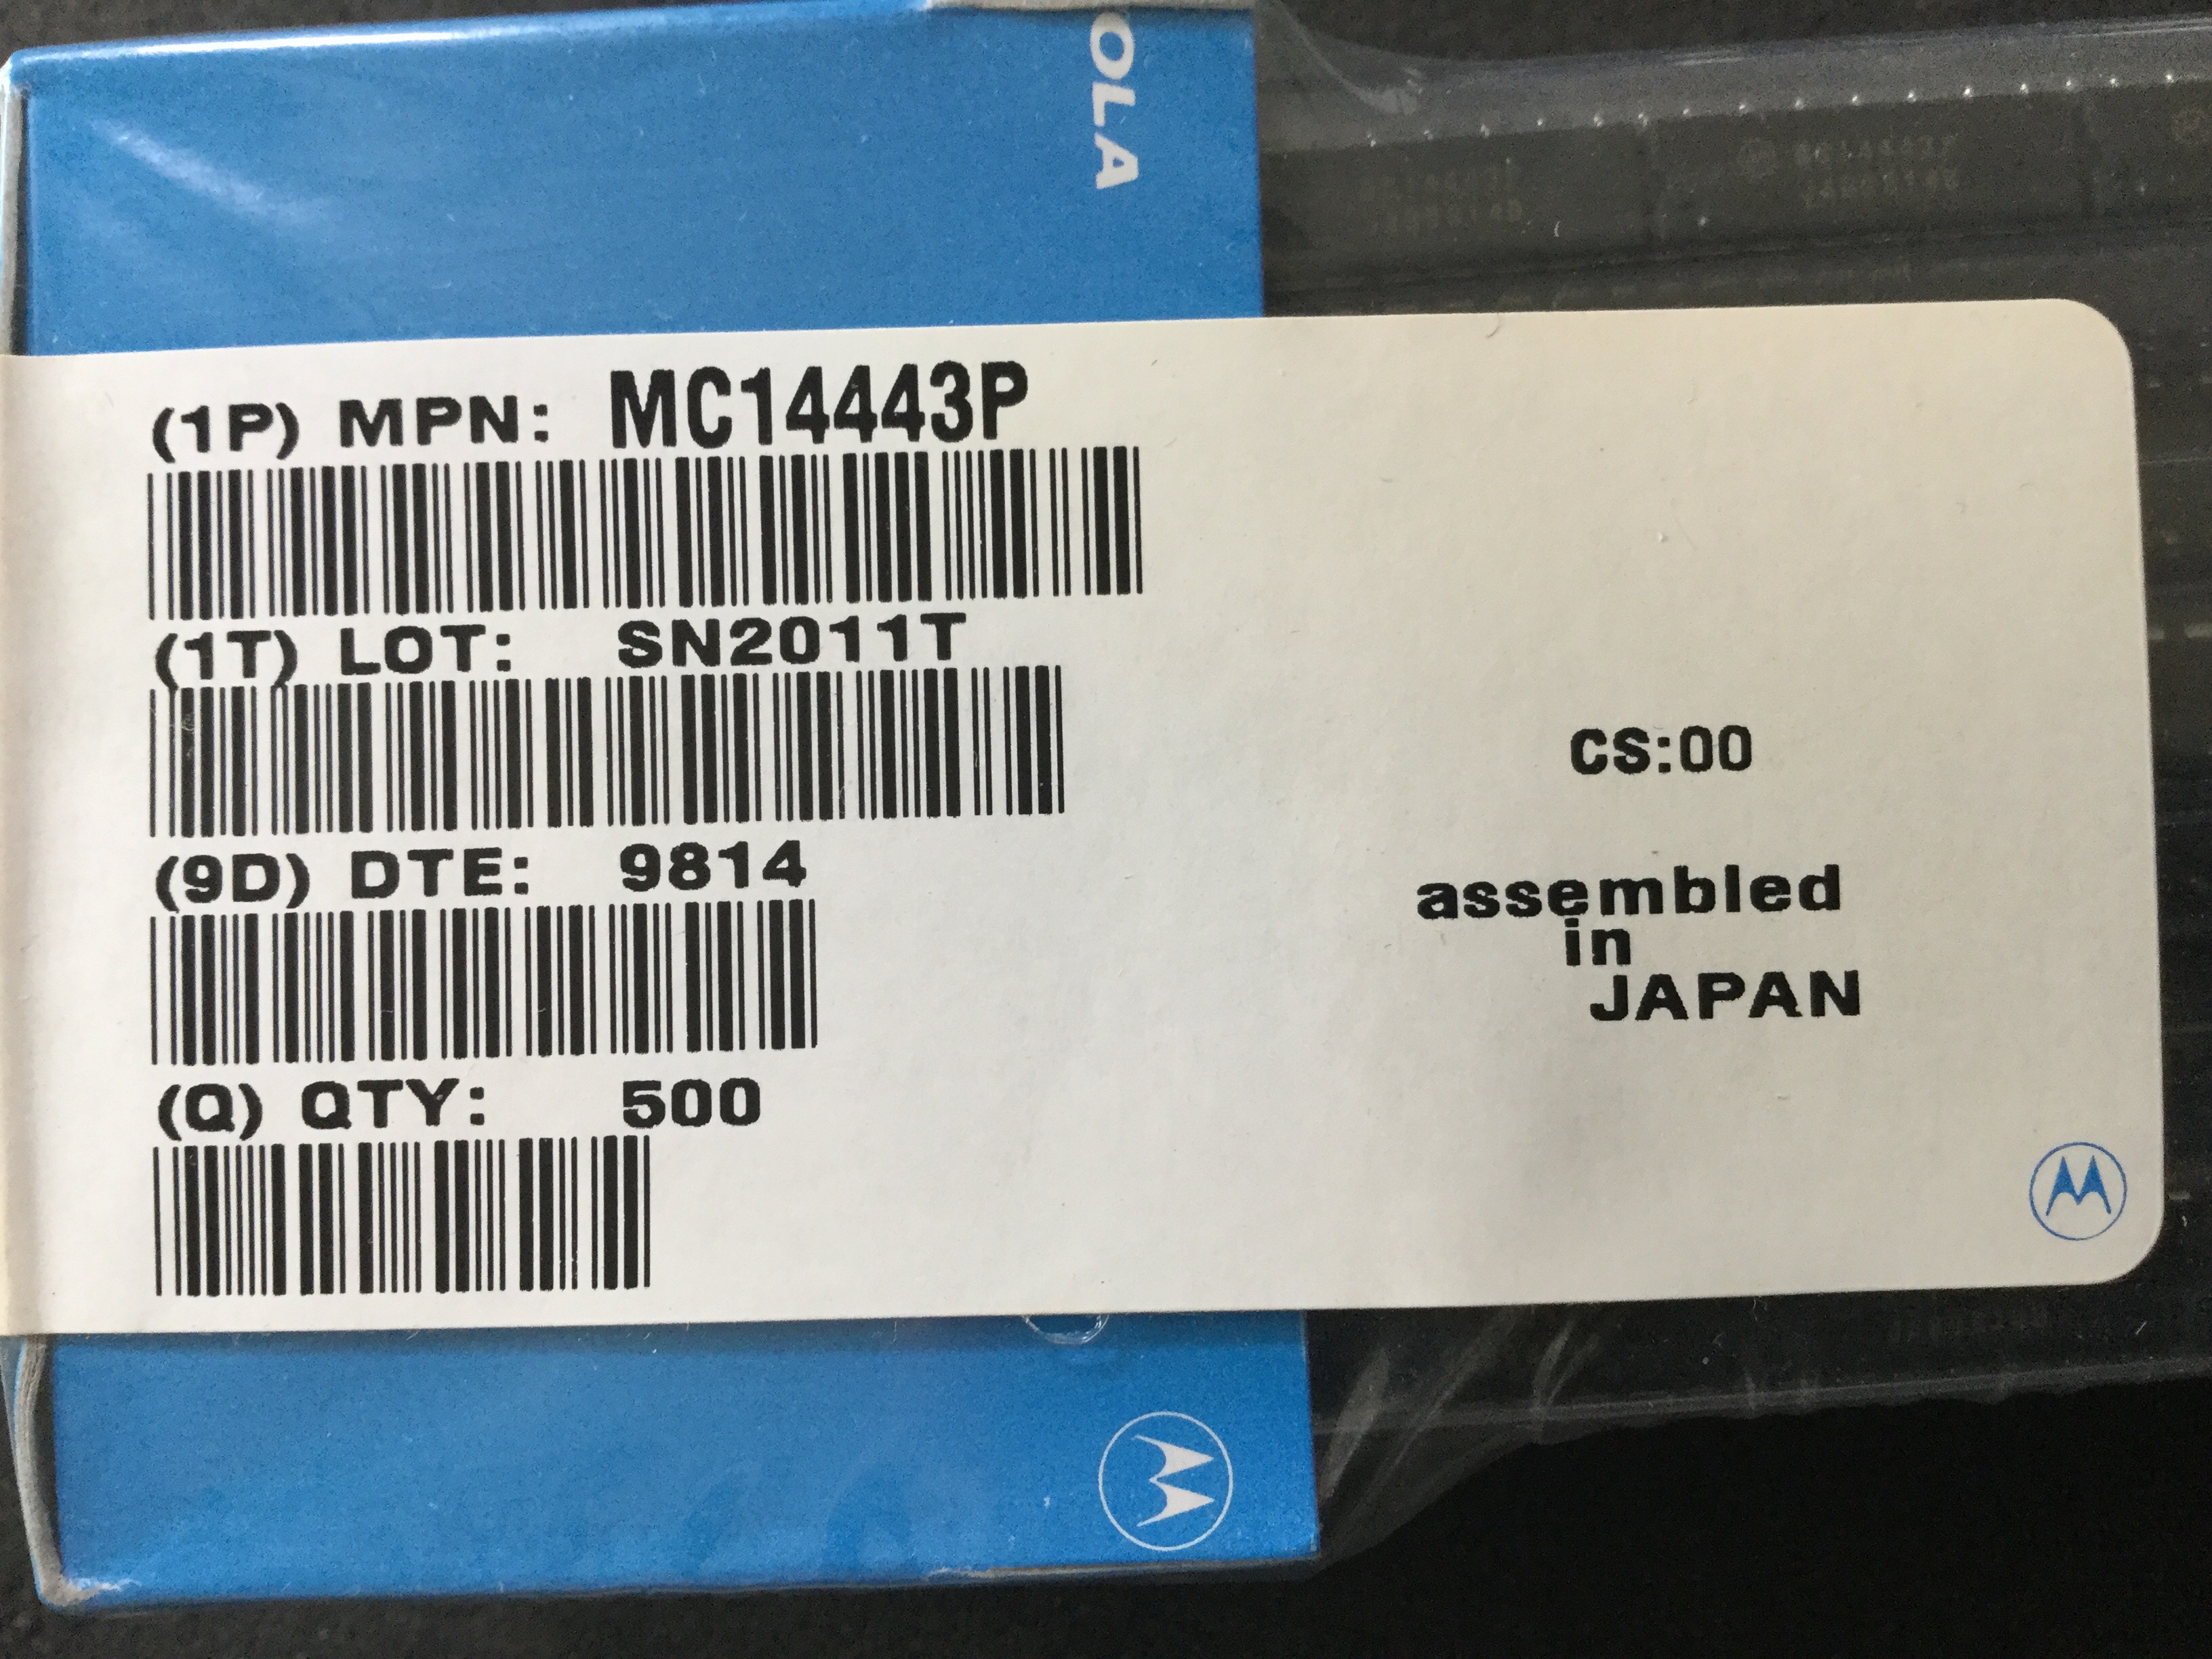 OLA
(1P) MPN: MC14443P
(1T) LOT: SN2011T
(9D) DTE: 9814
(Q) QTY: 500
CS:00
assembled
in
JAPAN